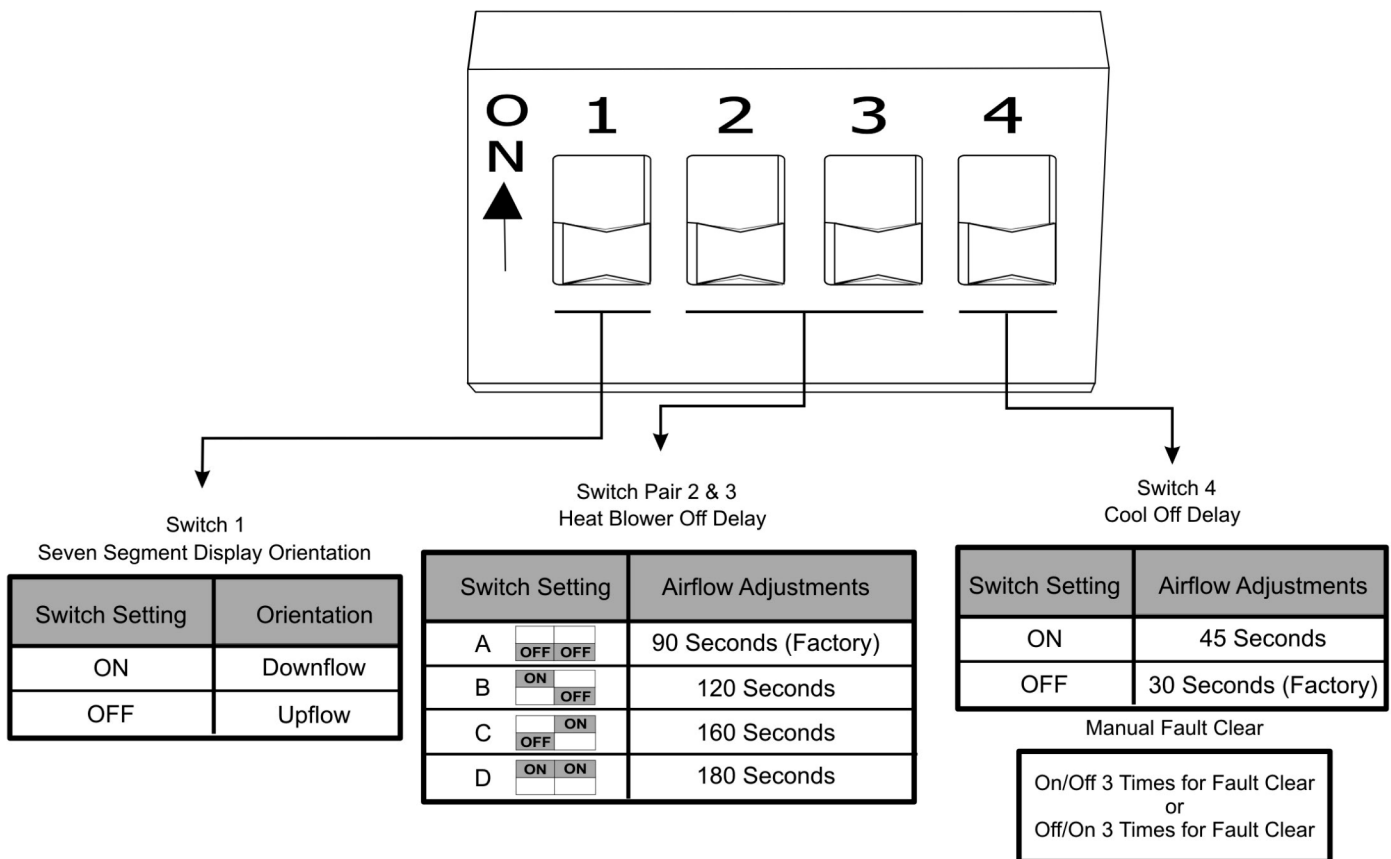 ON
1 2 3 4
Switch 1
Seven Segment Display Orientation
Switch Setting Orientation
ON Downflow
OFF Upflow
Switch Pair 2 & 3
Heat Blower Off Delay
Switch Setting Airflow Adjustments
A OFF OFF 90 Seconds (Factory)
B ON OFF 120 Seconds
C OFF ON 160 Seconds
D ON ON 180 Seconds
Switch 4
Cool Off Delay
Switch Setting Airflow Adjustments
ON 45 Seconds
OFF 30 Seconds (Factory)
Manual Fault Clear
On/Off 3 Times for Fault Clear
or
Off/On 3 Times for Fault Clear